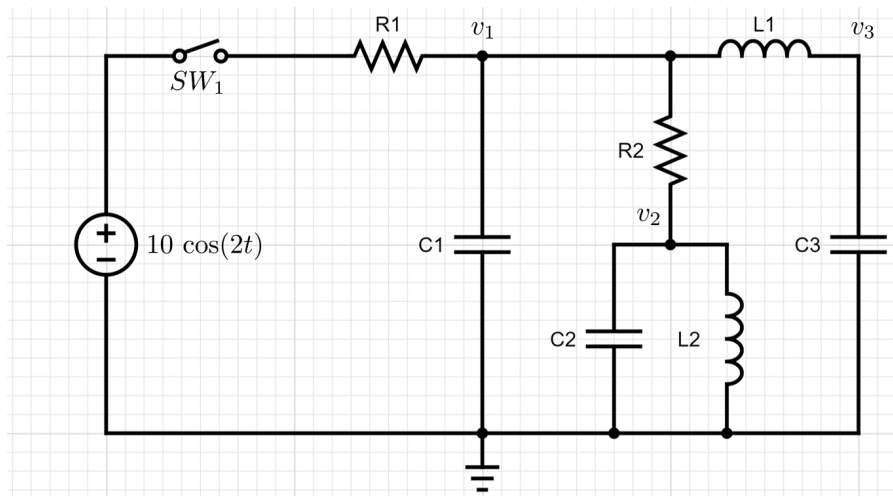 R1
v₁
L1
v₃
SW₁
R2
v₂
10 cos(2t)
C1
C3
C2
L2